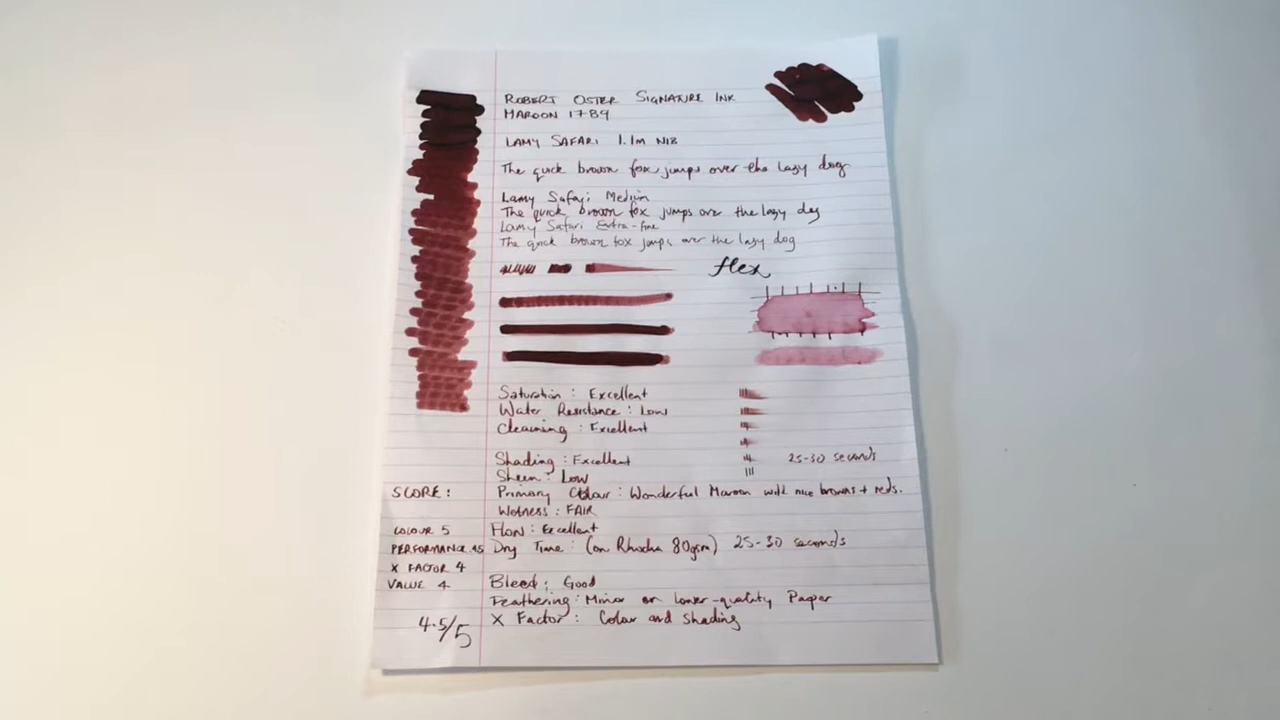 ROBERT OSTER SIGNATURE INK
MAROON 1789
LAMY SAFARI 1.1m NIB
The quick brown fox jumps over the lazy dog
Lamy Safari Medium
The quick brown fox jumps over the lazy dog
Lamy Safari Extra-fine
The quick brown fox jumps over the lazy dog
flex
Saturation : Excellent
Water Resistance : Low
Cleaning : Excellent
Shading : Excellent
25-30 seconds
Sheen : Low
Primary Colour : Wonderful Maroon with nice browns + reds.
Wetness : FAIR
Flow : Excellent
Dry Time : (on Rhodia 80gsm) 25-30 seconds
Bleed : Good
Feathering : Minor on lower-quality Paper
X Factor : Colour and shading
SCORE :
COLOUR 5
PERFORMANCE 4.5
X FACTOR 4
VALUE 4
4.5/5